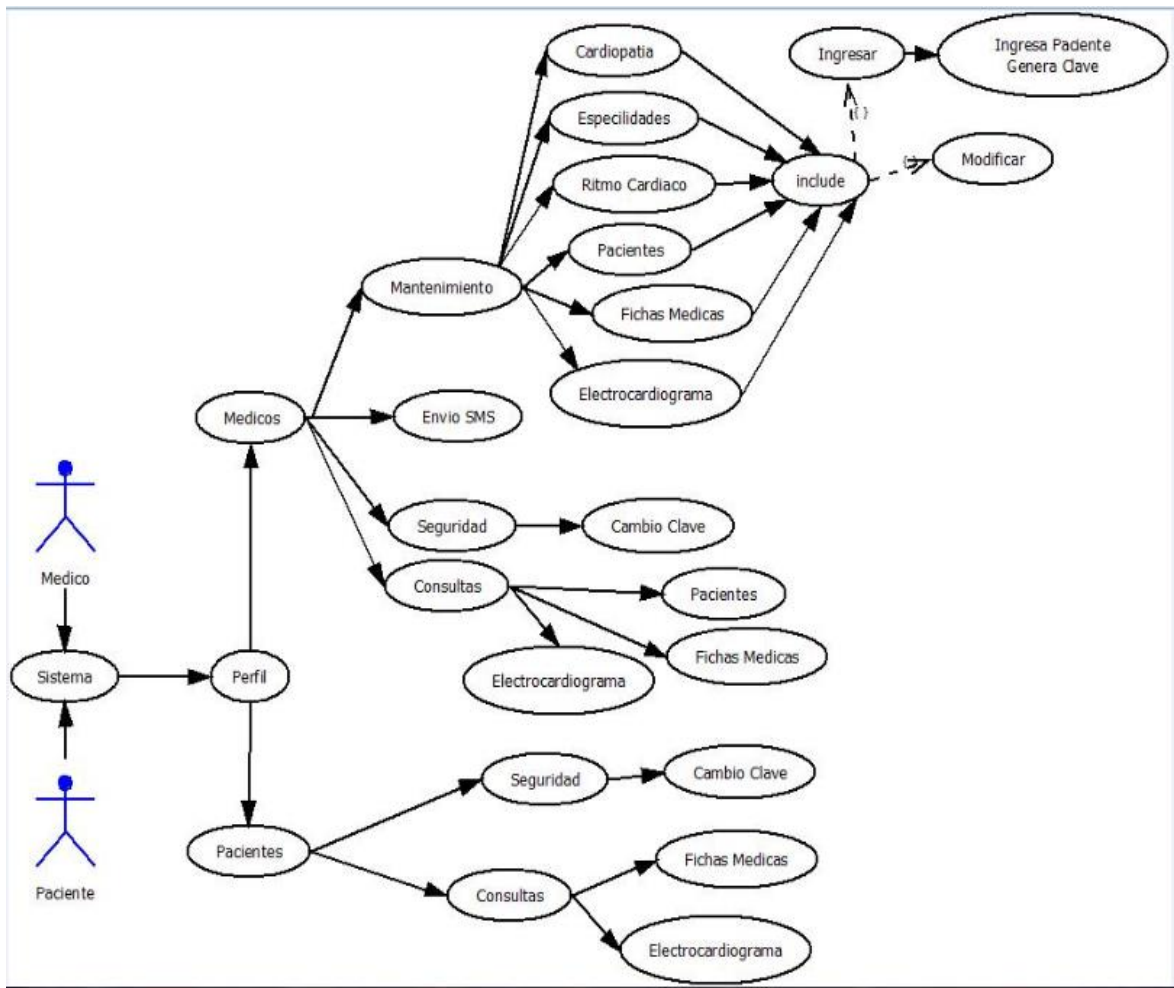 Cardiopatia
Ingresar
Ingresa Paciente
Genera Clave
Especilidades
{ }
Ritmo Cardiaco
include
{ }
Modificar
Pacientes
Mantenimiento
Fichas Medicas
Electrocardiograma
Medicos
Envio SMS
Seguridad
Cambio Clave
Medico
Consultas
Pacientes
Fichas Medicas
Sistema
Perfil
Electrocardiograma
Seguridad
Cambio Clave
Pacientes
Fichas Medicas
Paciente
Consultas
Electrocardiograma